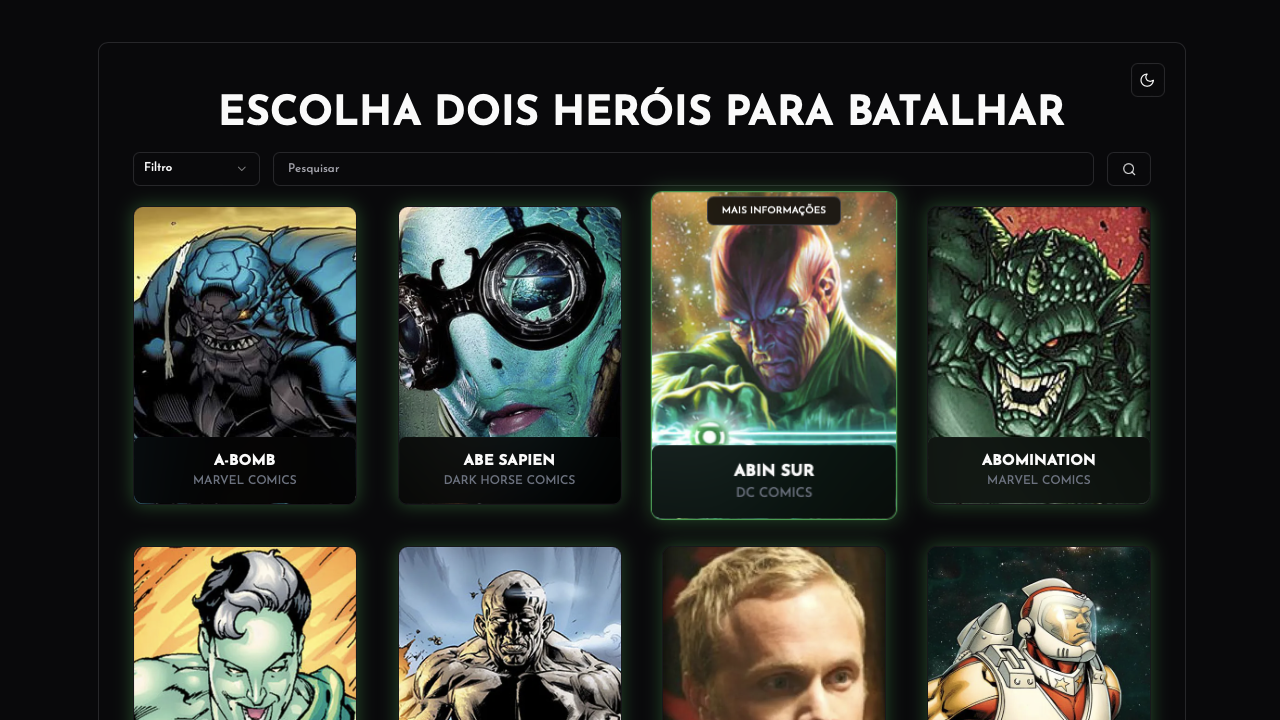 ESCOLHA DOIS HERÓIS PARA BATALHAR
Filtro
Pesquisar
MAIS INFORMAÇÕES
A-BOMB
MARVEL COMICS
ABE SAPIEN
DARK HORSE COMICS
ABIN SUR
DC COMICS
ABOMINATION
MARVEL COMICS